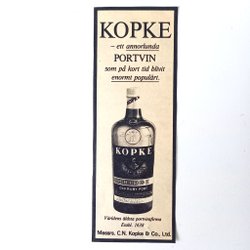 KOPKE
– ett annorlunda
PORTVIN
som på kort tid blivit
enormt populärt.
KOPKE
Världens äldsta portvinsfirma
Etabl. 1638
Messrs. C.N. Kopke & Co., Ltd.